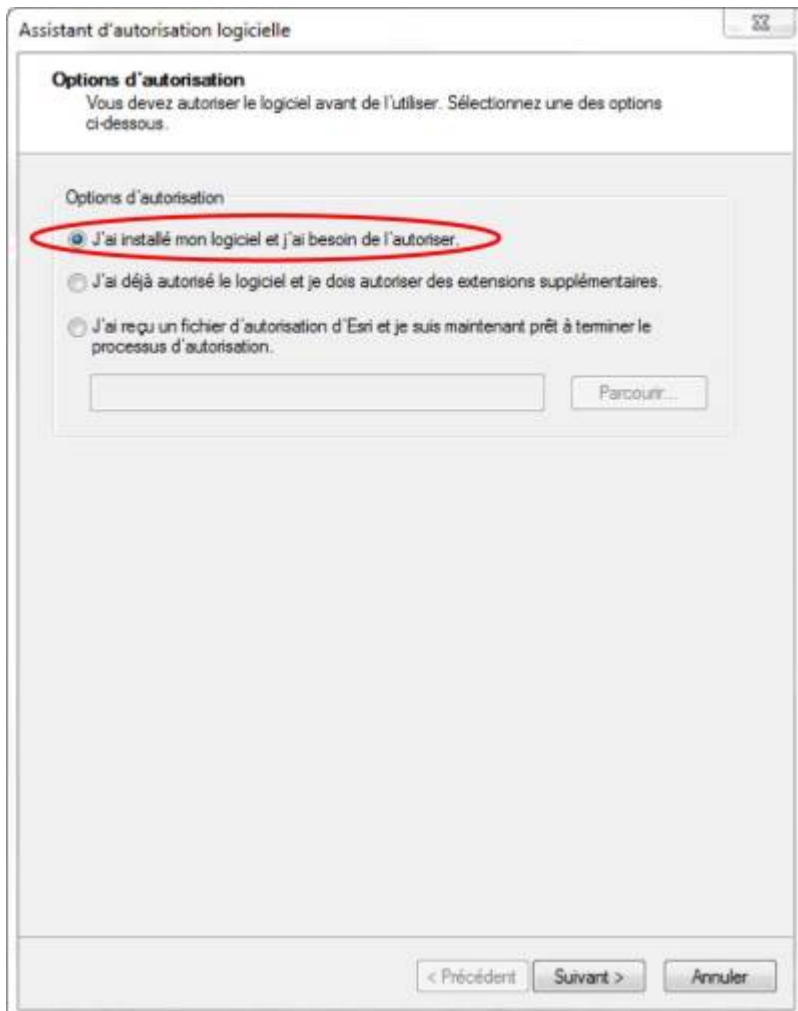 Assistant d'autorisation logicielle
Options d'autorisation
Vous devez autoriser le logiciel avant de l'utiliser. Sélectionnez une des options
ci-dessous.
Options d'autorisation
J'ai installé mon logiciel et j'ai besoin de l'autoriser.
J'ai déjà autorisé le logiciel et je dois autoriser des extensions supplémentaires.
J'ai reçu un fichier d'autorisation d'Esri et je suis maintenant prêt à terminer le
processus d'autorisation.
Parcourir...
< Précédent Suivant > Annuler